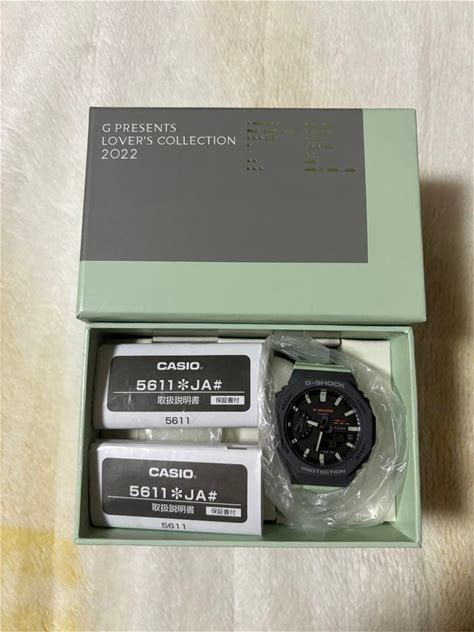 G PRESENTS
LOVER'S COLLECTION
2022
CASIO®
5611✻JA#
取扱説明書 保証書付
5611
CASIO®
5611✻JA#
取扱説明書 保証書付
5611
G-SHOCK
G-SHOCK
PROTECTION